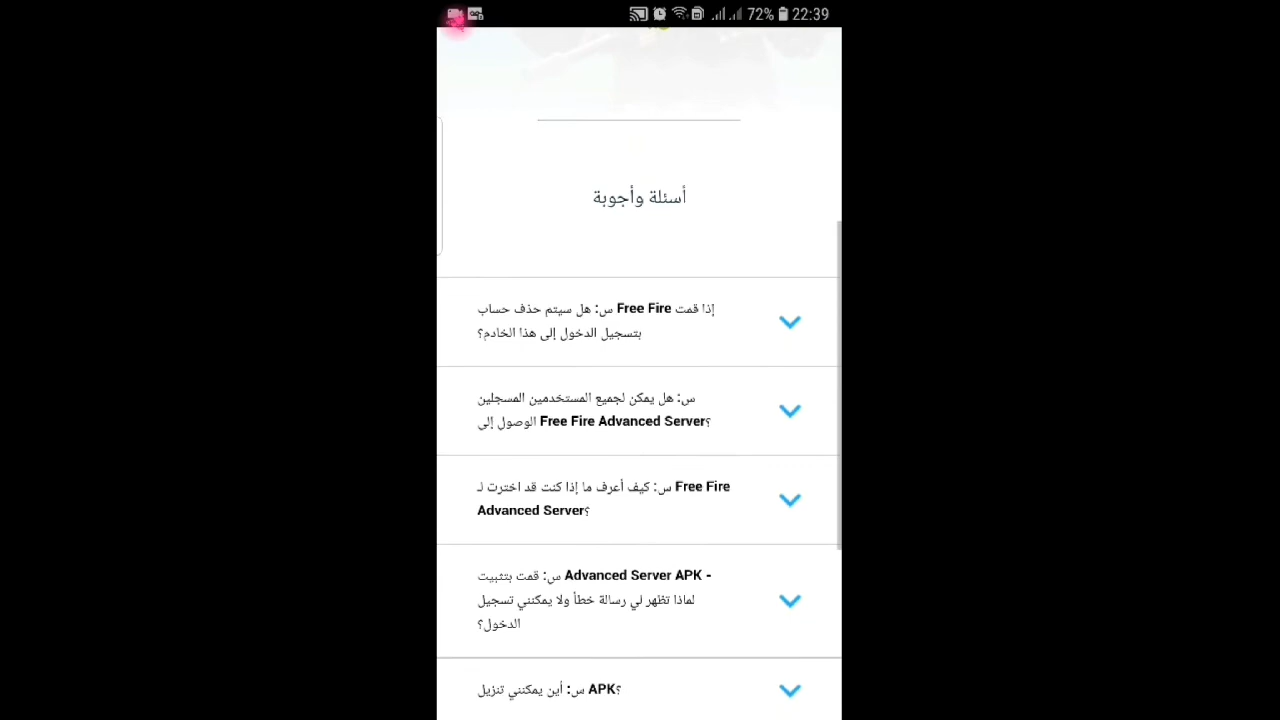 72% 22:39
أسئلة وأجوبة
س: هل سيتم حذف حساب Free Fire إذا قمت
بتسجيل الدخول إلى هذا الخادم؟
س: هل يمكن لجميع المستخدمين المسجلين
الوصول إلى Free Fire Advanced Server؟
س: كيف أعرف ما إذا كنت قد اخترت لـ Free Fire
Advanced Server؟
س: قمت بتثبيت Advanced Server APK -
لماذا تظهر لي رسالة خطأ ولا يمكنني تسجيل
الدخول؟
س: أين يمكنني تنزيل APK؟